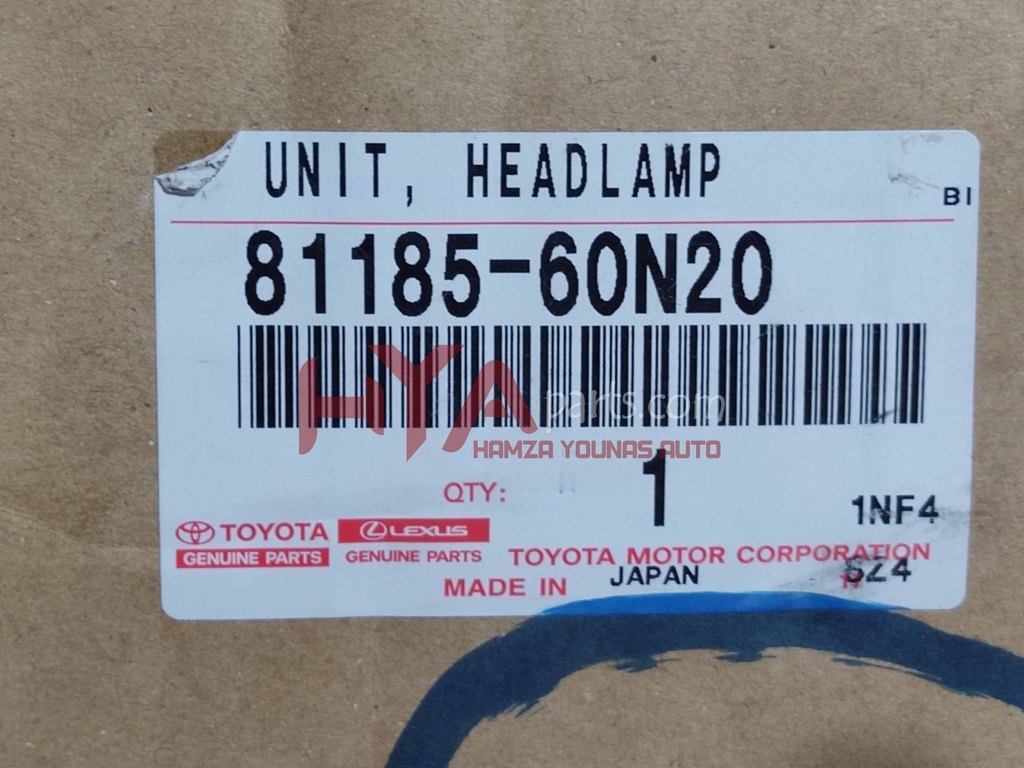 UNIT, HEADLAMP
BI
81185-60N20
HYA parts.com
HAMZA YOUNAS AUTO
QTY: 1
1NF4
TOYOTA LEXUS
GENUINE PARTS GENUINE PARTS
TOYOTA MOTOR CORPORATION
MADE IN JAPAN